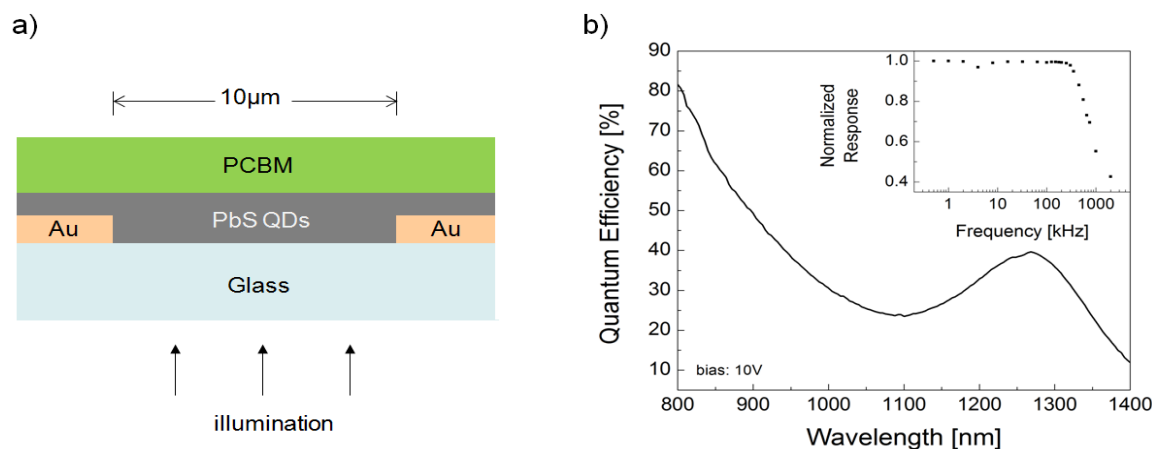 a)
10µm
PCBM
PbS QDs
Au
Au
Glass
illumination
b)
90
80
70
60
50
40
30
20
10
Quantum Efficiency [%]
bias: 10V
800
900
1000
1100
1200
1300
1400
Wavelength [nm]
1.0
0.8
0.6
0.4
Normalized
Response
1
10
100
1000
Frequency [kHz]